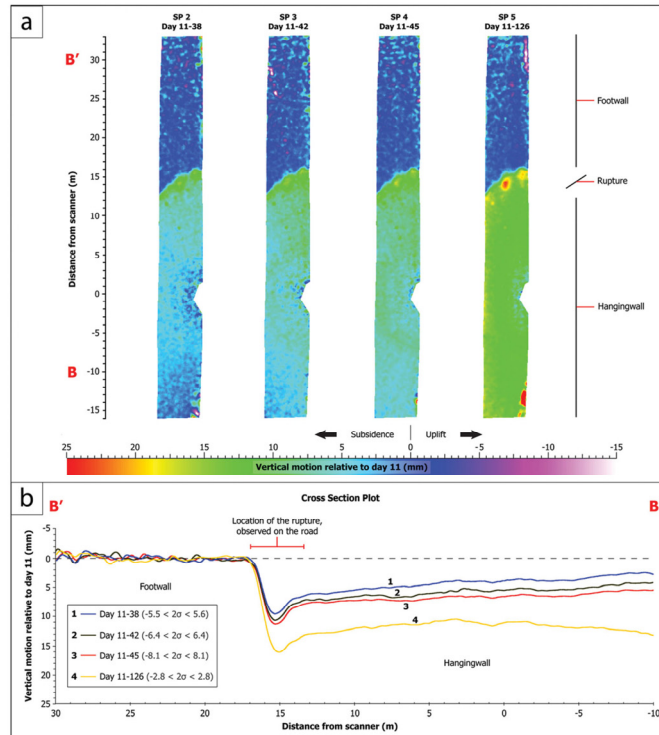 a
SP 2
Day 11-38
SP 3
Day 11-42
SP 4
Day 11-45
SP 5
Day 11-126
B'
B
Distance from scanner (m)
30
25
20
15
10
5
0
-5
-10
-15
Footwall
Rupture
Hangingwall
Subsidence
Uplift
25 20 15 10 5 0 -5 -10 -15
Vertical motion relative to day 11 (mm)
b
B'
Cross Section Plot
B
Location of the rupture,
observed on the road
Vertical motion relative to day 11 (mm)
-5
0
5
10
15
20
25
Footwall
1
2
3
4
Hangingwall
1 Day 11-38 (-5.5 < 2σ < 5.6)
2 Day 11-42 (-6.4 < 2σ < 6.4)
3 Day 11-45 (-8.1 < 2σ < 8.1)
4 Day 11-126 (-2.8 < 2σ < 2.8)
30 25 20 15 10 5 0 -5 -10
Distance from scanner (m)